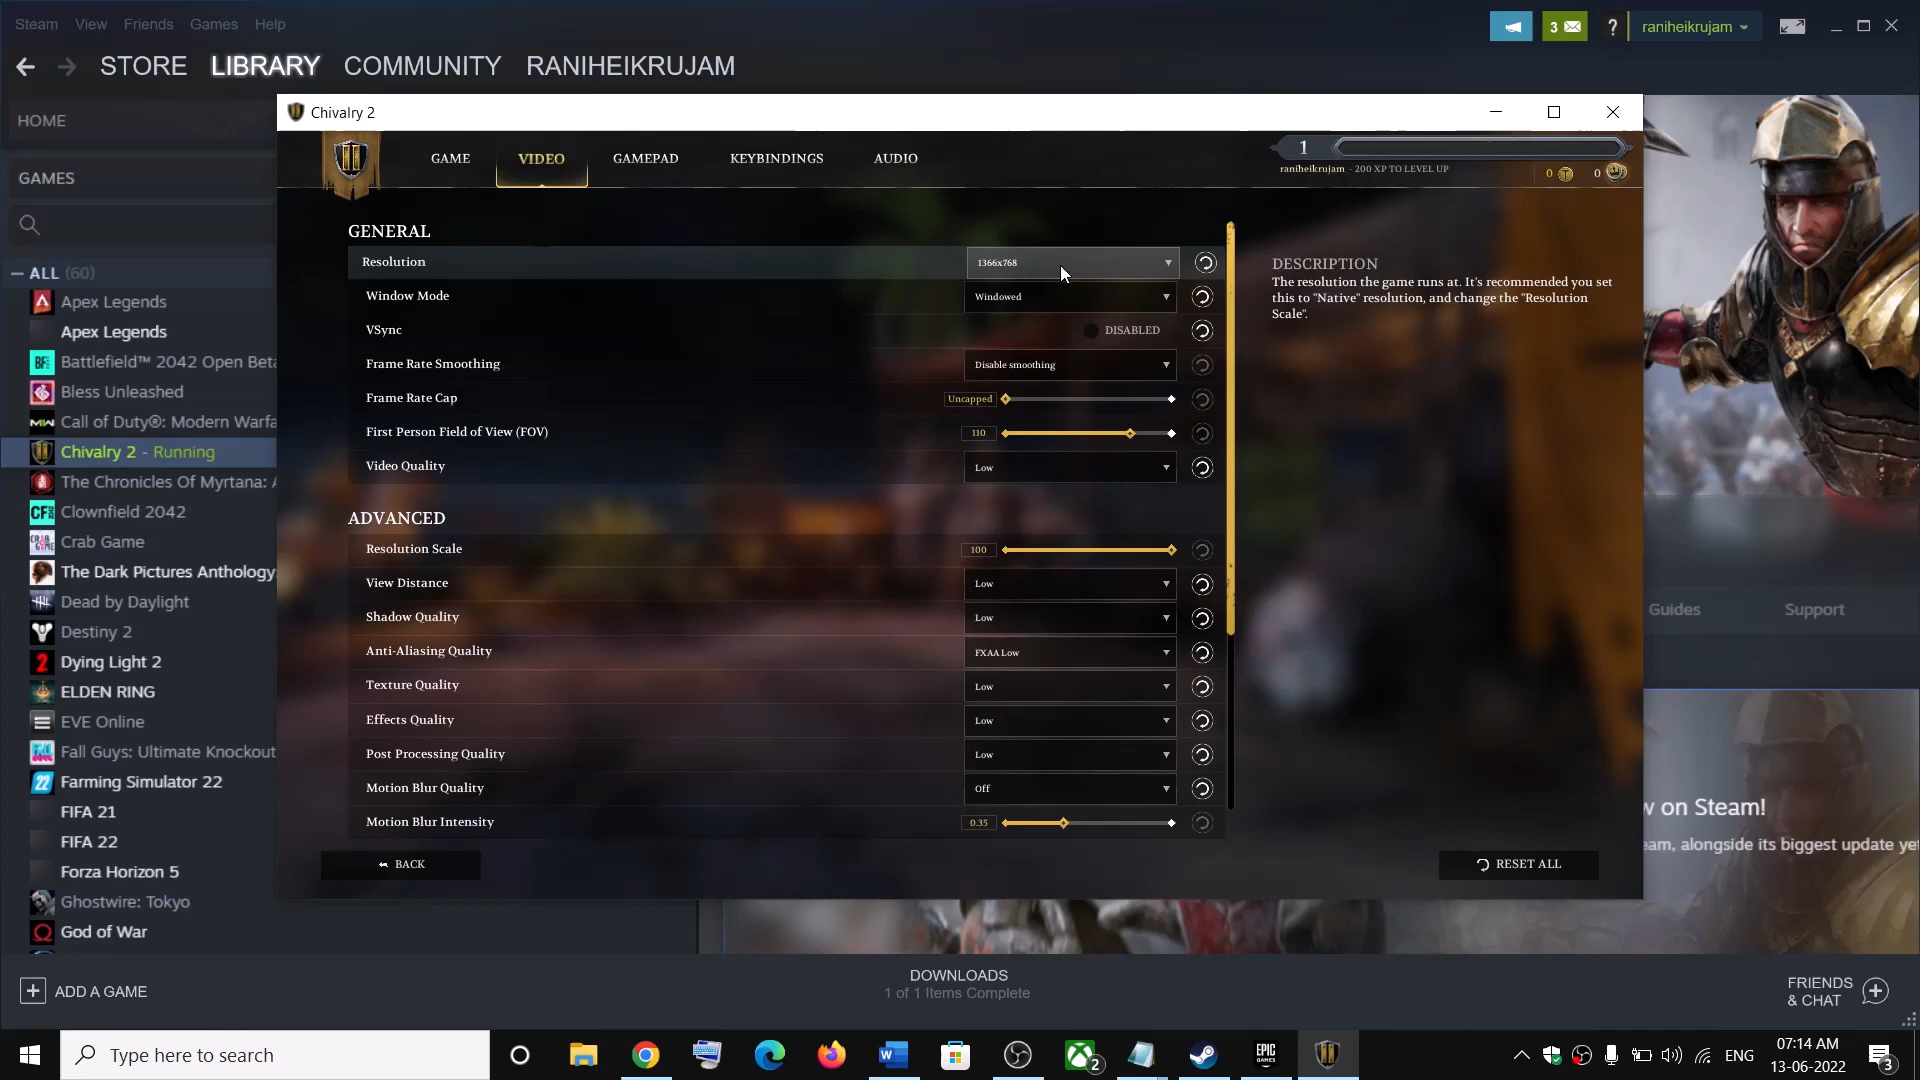 Steam View Friends Games Help
3
?
raniheikrujam
STORE LIBRARY COMMUNITY RANIHEIKRUJAM
HOME
GAMES
ALL (60)
Apex Legends
Apex Legends
Battlefield™ 2042 Open Beta
Bless Unleashed
Call of Duty®: Modern Warfa
Chivalry 2 - Running
The Chronicles Of Myrtana: A
Clownfield 2042
Crab Game
The Dark Pictures Anthology:
Dead by Daylight
Destiny 2
Dying Light 2
ELDEN RING
EVE Online
Fall Guys: Ultimate Knockout
Farming Simulator 22
FIFA 21
FIFA 22
Forza Horizon 5
Ghostwire: Tokyo
God of War
ADD A GAME
Chivalry 2
GAME VIDEO GAMEPAD KEYBINDINGS AUDIO
1
raniheikrujam - 200 XP TO LEVEL UP
0 0
GENERAL
Resolution 1366x768
Window Mode Windowed
VSync DISABLED
Frame Rate Smoothing Disable smoothing
Frame Rate Cap Uncapped
First Person Field of View (FOV) 110
Video Quality Low
ADVANCED
Resolution Scale 100
View Distance Low
Shadow Quality Low
Anti-Aliasing Quality FXAA Low
Texture Quality Low
Effects Quality Low
Post Processing Quality Low
Motion Blur Quality Off
Motion Blur Intensity 0.35
DESCRIPTION
The resolution the game runs at. It's recommended you set
this to "Native" resolution, and change the "Resolution
Scale".
BACK
RESET ALL
Guides Support
w on Steam!
eam, alongside its biggest update yet
DOWNLOADS
1 of 1 Items Complete
FRIENDS
& CHAT
Type here to search
2
EPIC
GAMES
ENG
07:14 AM
13-06-2022
3